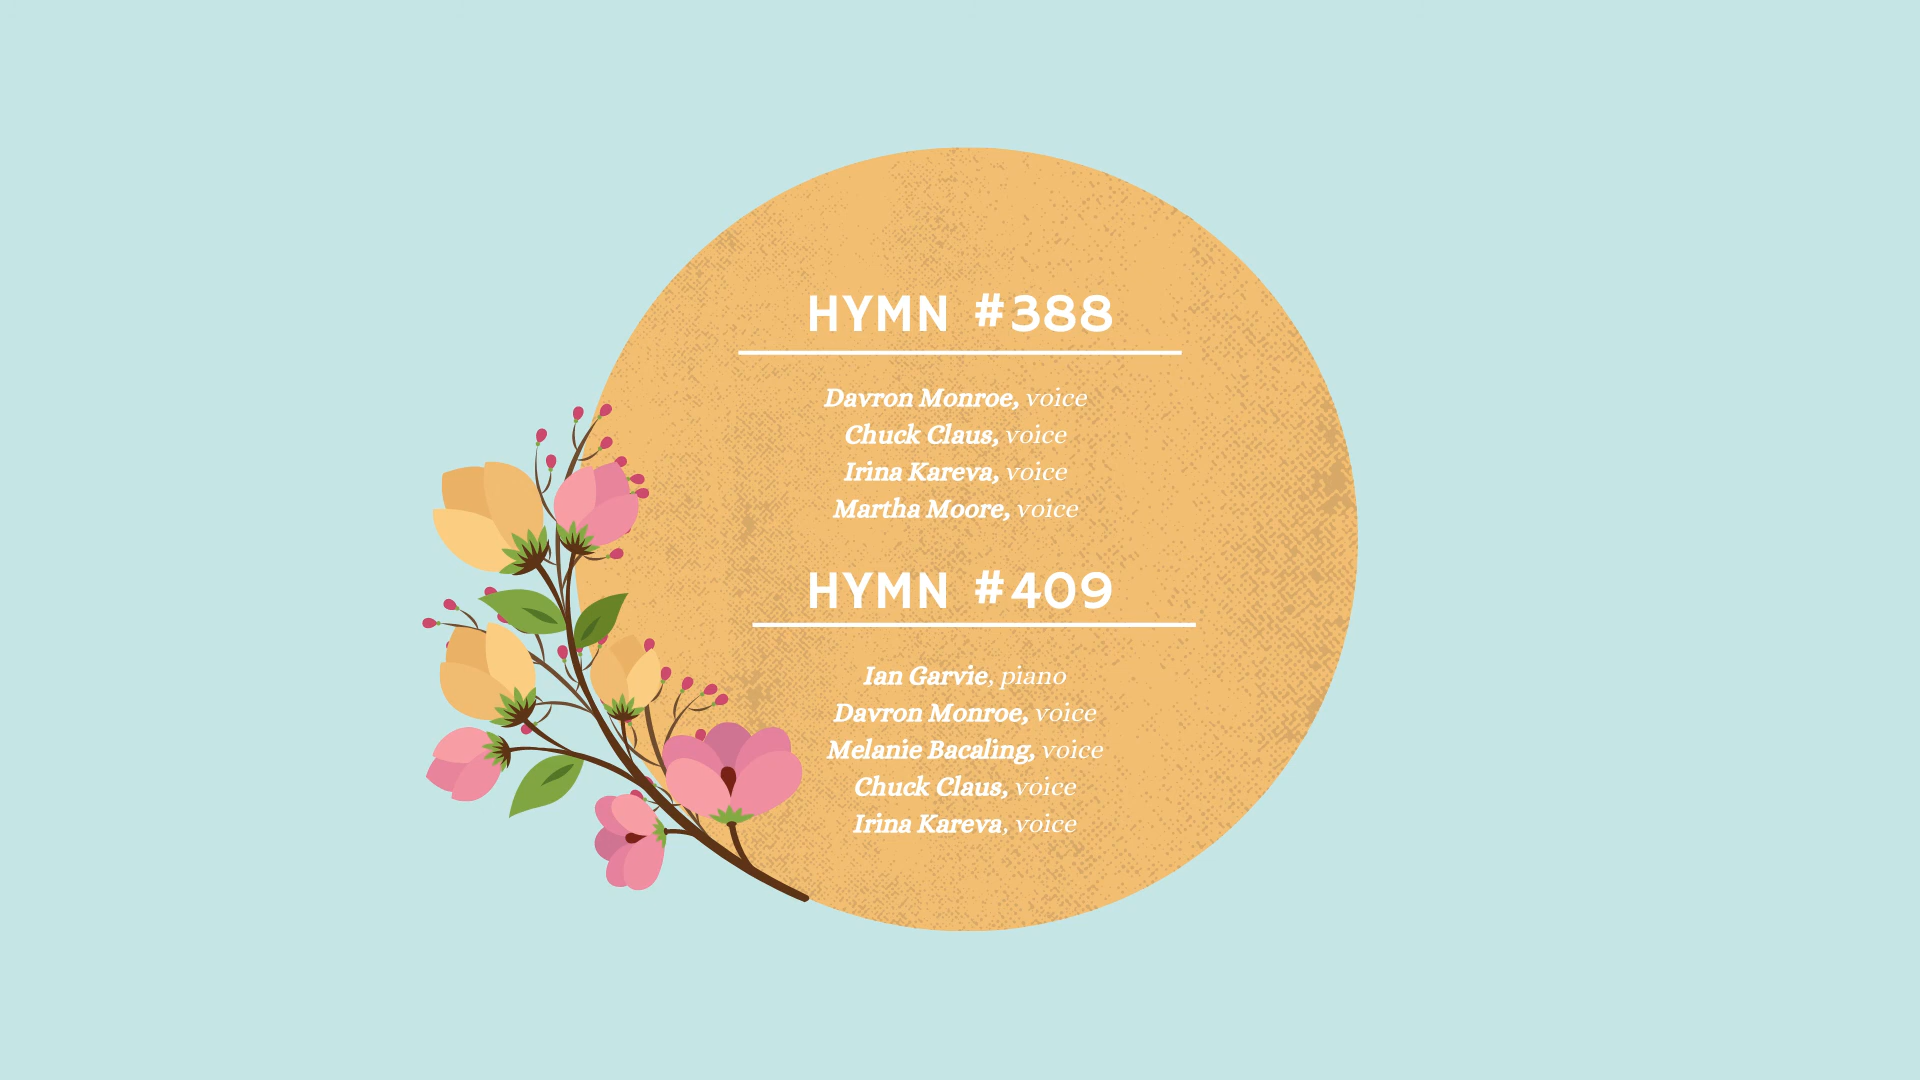 HYMN #388
Davron Monroe, voice
Chuck Claus, voice
Irina Kareva, voice
Martha Moore, voice
HYMN #409
Ian Garvie, piano
Davron Monroe, voice
Melanie Bacaling, voice
Chuck Claus, voice
Irina Kareva, voice